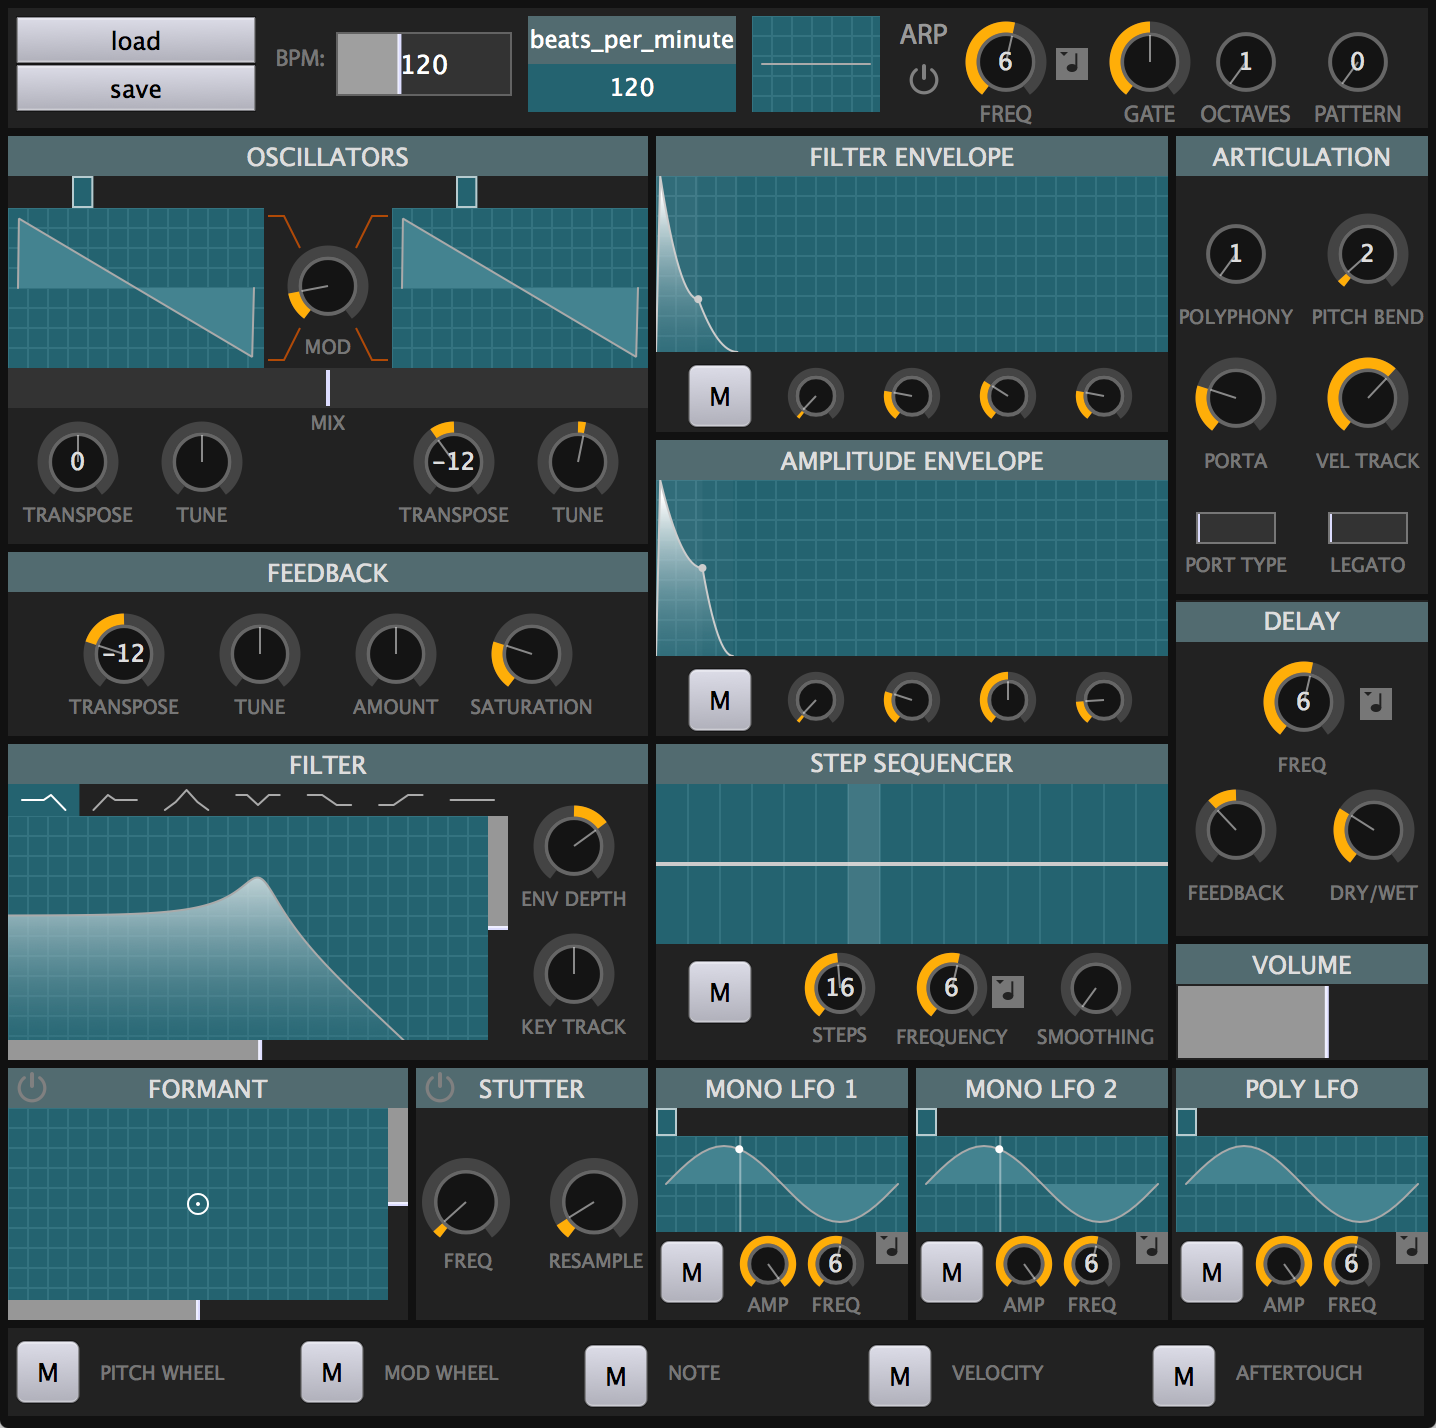 load
save
BPM:
120
beats_per_minute
120
ARP
6
FREQ
GATE
1
OCTAVES
0
PATTERN
OSCILLATORS
MOD
MIX
0
TRANSPOSE
TUNE
-12
TRANSPOSE
TUNE
FEEDBACK
-12
TRANSPOSE
TUNE
AMOUNT
SATURATION
FILTER
ENV DEPTH
KEY TRACK
FORMANT
STUTTER
FREQ
RESAMPLE
FILTER ENVELOPE
M
AMPLITUDE ENVELOPE
M
STEP SEQUENCER
M
16
STEPS
6
FREQUENCY
SMOOTHING
ARTICULATION
1
POLYPHONY
2
PITCH BEND
PORTA
VEL TRACK
PORT TYPE
LEGATO
DELAY
6
FREQ
FEEDBACK
DRY/WET
VOLUME
MONO LFO 1
M
AMP
6
FREQ
MONO LFO 2
M
AMP
6
FREQ
POLY LFO
M
AMP
6
FREQ
M PITCH WHEEL
M MOD WHEEL
M NOTE
M VELOCITY
M AFTERTOUCH